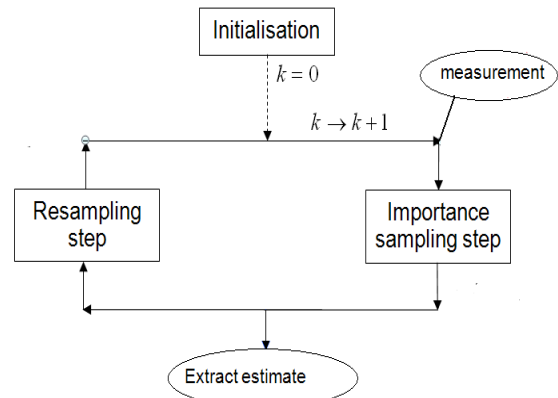 Initialisation
k = 0
measurement
k → k + 1
Resampling
step
Importance
sampling step
Extract estimate